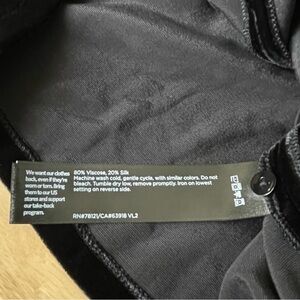 We want our clothes
back, even if they're
worn or torn. Bring
them to our US
stores and support
our take-back
program.
80% Viscose, 20% Silk
Machine wash cold, gentle cycle, with similar colors. Do not
bleach. Tumble dry low, remove promptly. Iron on lowest
setting on reverse side.
RN#78121/CA#53918 VL2